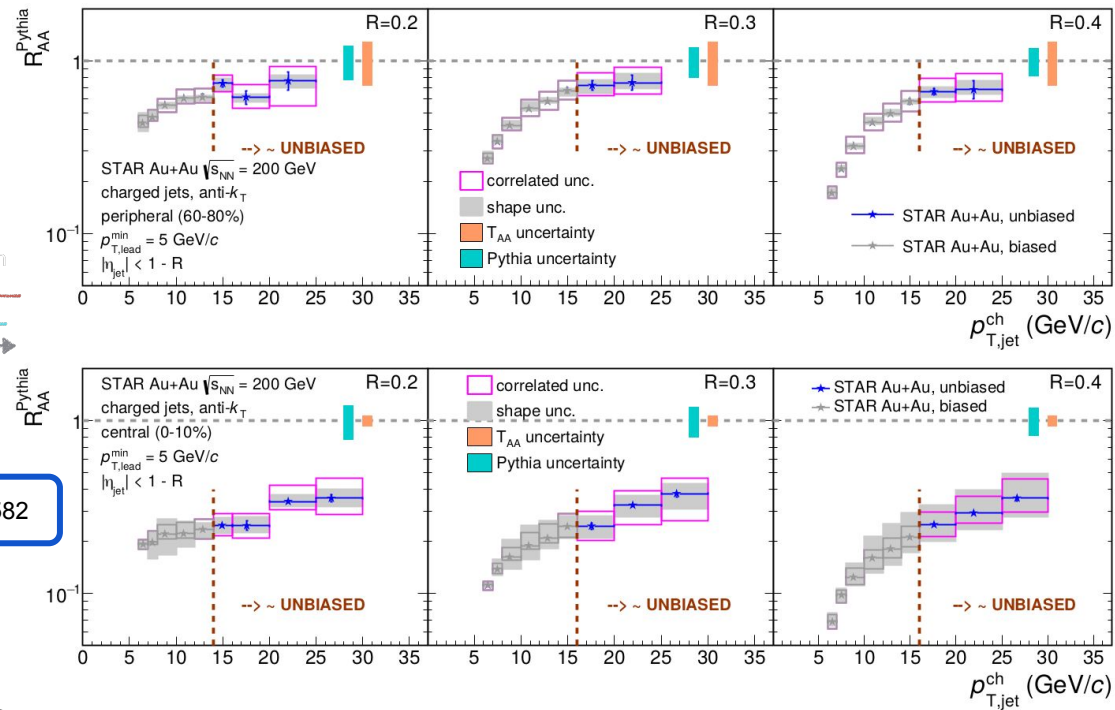 R_AA^Pythia
1
10⁻¹
R=0.2
--> ~ UNBIASED
STAR Au+Au √s_NN = 200 GeV
charged jets, anti-k_T
peripheral (60-80%)
p_T,lead^min = 5 GeV/c
|η_jet| < 1 - R
0 5 10 15 20 25 30 35
R=0.3
--> ~ UNBIASED
correlated unc.
shape unc.
T_AA uncertainty
Pythia uncertainty
5 10 15 20 25 30 35
R=0.4
--> ~ UNBIASED
STAR Au+Au, unbiased
STAR Au+Au, biased
5 10 15 20 25 30 35
p_T,jet^ch (GeV/c)
R_AA^Pythia
1
10⁻¹
STAR Au+Au √s_NN = 200 GeV
R=0.2
charged jets, anti-k_T
central (0-10%)
p_T,lead^min = 5 GeV/c
|η_jet| < 1 - R
--> ~ UNBIASED
0 5 10 15 20 25 30 35
correlated unc.
R=0.3
shape unc.
T_AA uncertainty
Pythia uncertainty
--> ~ UNBIASED
5 10 15 20 25 30 35
STAR Au+Au, unbiased
R=0.4
STAR Au+Au, biased
--> ~ UNBIASED
5 10 15 20 25 30 35
p_T,jet^ch (GeV/c)